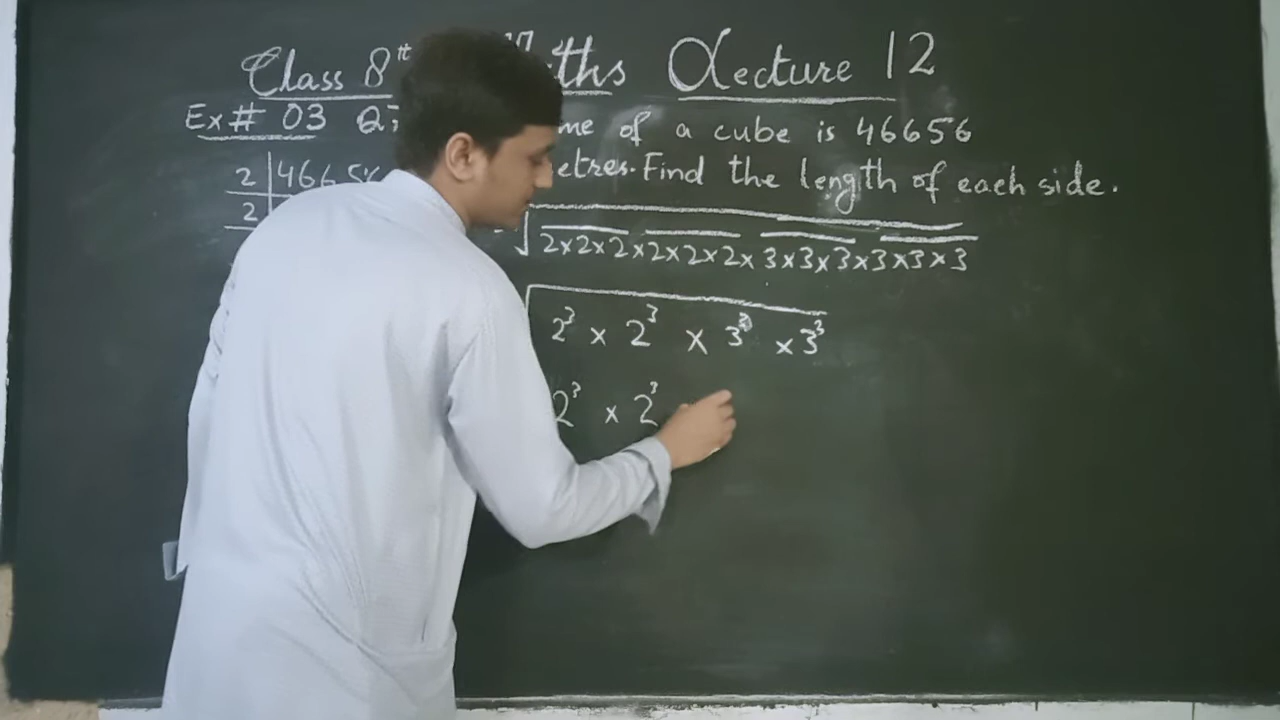 Class 8th Maths Lecture 12
Ex# 03 Q7 me of a cube is 46656
etres. Find the length of each side.
2 | 46656
2
√2×2×2×2×2×2×3×3×3×3×3×3
2³ × 2³ × 3³ × 3³
2³ × 2³